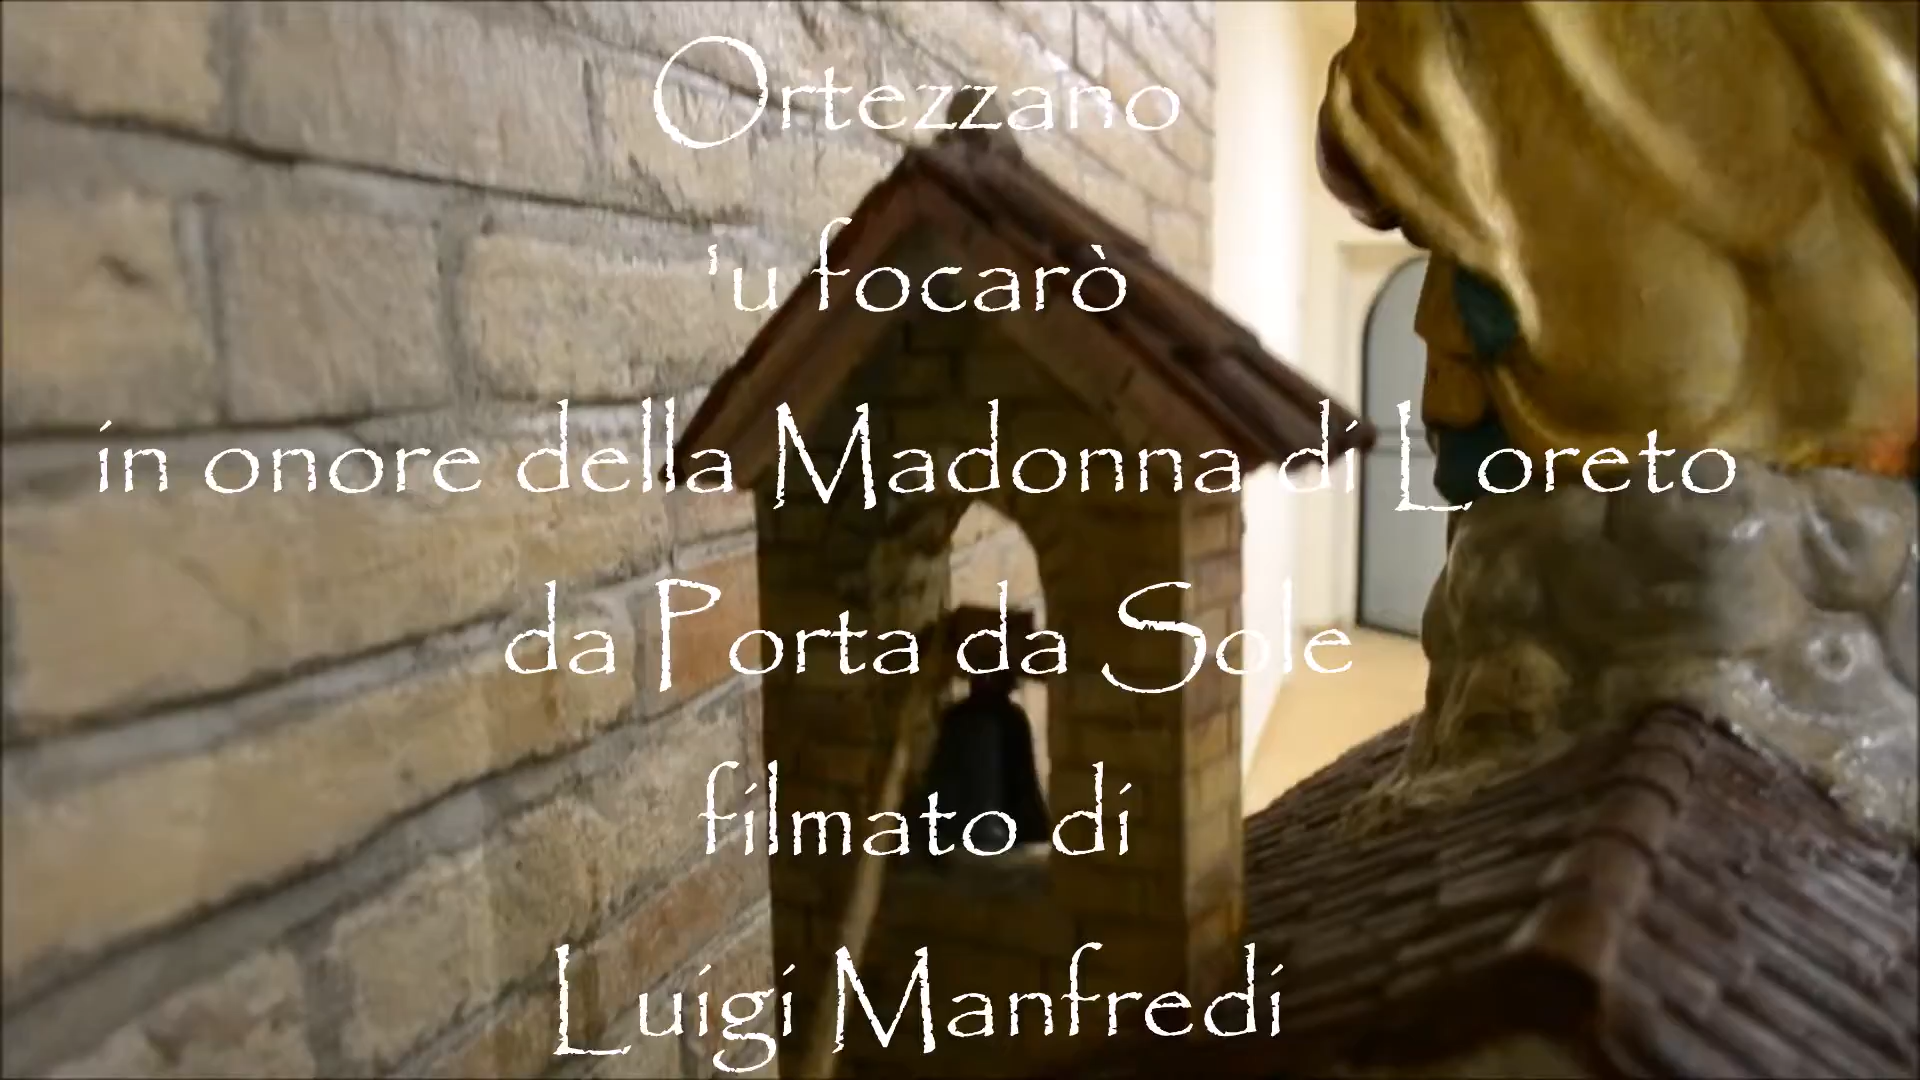 Ortezzano
'u focarò
in onore della Madonna di Loreto
da Porta da Sole
filmato di
Luigi Manfredi